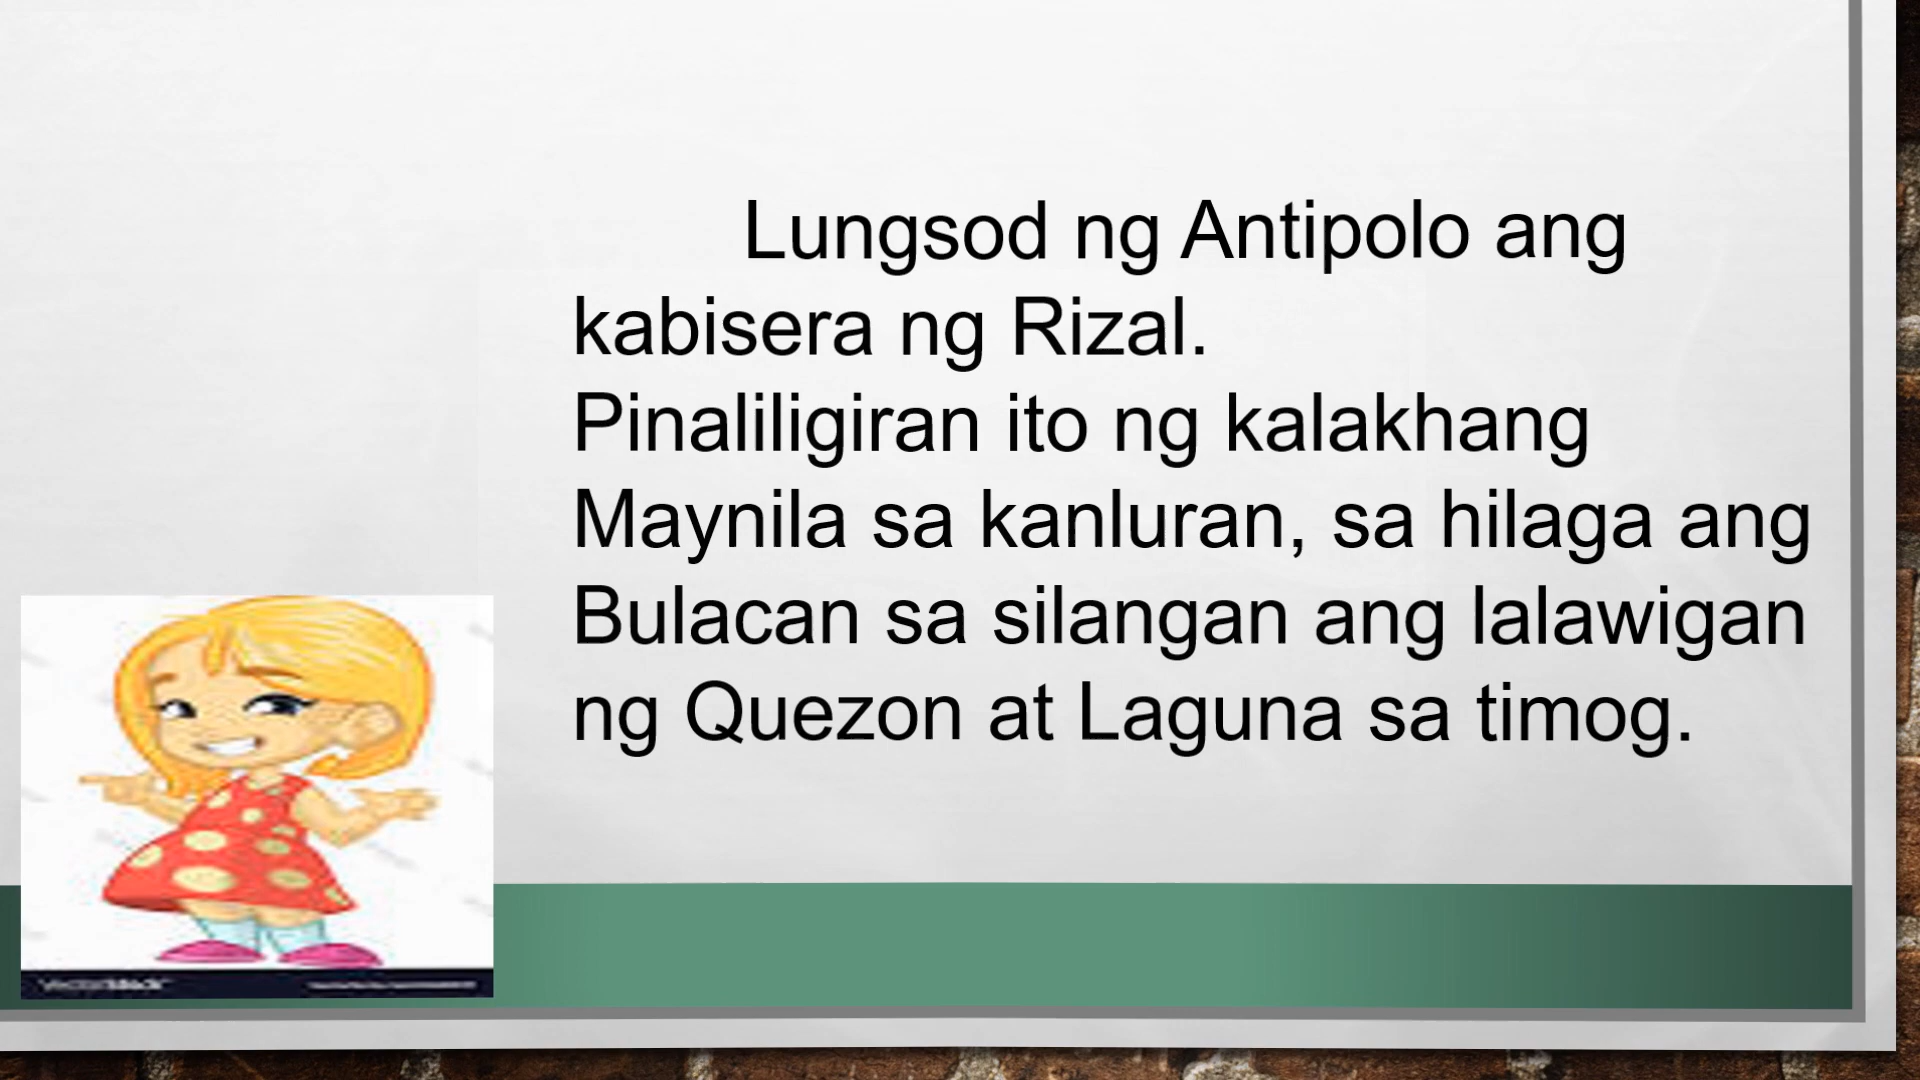 Lungsod ng Antipolo ang
kabisera ng Rizal.
Pinaliligiran ito ng kalakhang
Maynila sa kanluran, sa hilaga ang
Bulacan sa silangan ang lalawigan
ng Quezon at Laguna sa timog.
VectorStock